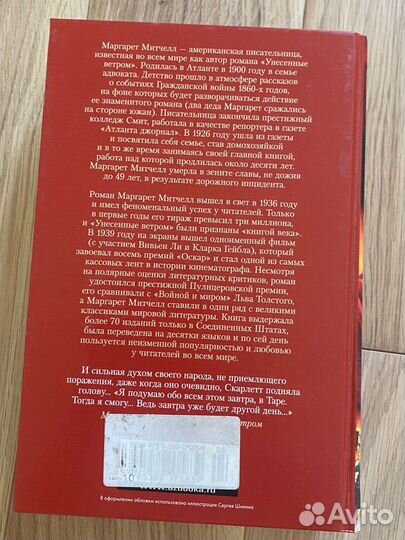 Маргарет Митчелл — американская писательница,
известная во всем мире как автор романа «Унесенные
ветром». Родилась в Атланте в 1900 году в семье
адвоката. Детство прошло в атмосфере рассказов
о событиях Гражданской войны 1860-х годов,
на фоне которых будет разворачиваться действие
ее знаменитого романа (два деда Маргарет сражались
на стороне южан). Писательница закончила престижный
колледж Смит, работала в качестве репортера в газете
«Атланта джорнал». В 1926 году ушла из газеты
и посвятила себя семье, став домохозяйкой
и в то же время занимаясь своей главной книгой,
работа над которой продлилась около десяти лет.
Маргарет Митчелл умерла в зените славы, не дожив
до 49 лет, в результате дорожного инцидента.
Роман Маргарет Митчелл вышел в свет в 1936 году
и имел феноменальный успех у читателей. Только
в первые годы его тираж превысил три миллиона,
и «Унесенные ветром» были признаны «книгой века».
В 1939 году на экраны вышел одноименный фильм
(с участием Вивьен Ли и Кларка Гейбла), который
завоевал восемь премий «Оскар» и стал одной из самых
кассовых лент в истории кинематографа. Несмотря
на полярные оценки литературных критиков, роман
удостоился престижной Пулицеровской премии,
его сравнивали с «Войной и миром» Льва Толстого,
а Маргарет Митчелл ставили в один ряд с великими
классиками мировой литературы. Книга выдержала
более 70 изданий только в Соединенных Штатах,
была переведена на десятки языков и по сей день
пользуется неизменной популярностью и любовью
у читателей во всем мире.
И сильная духом своего народа, не приемлющего
поражения, даже когда оно очевидно, Скарлетт подняла
голову... «Я подумаю обо всем этом завтра, в Таре.
Тогда я смогу... Ведь завтра уже будет другой день...»
В оформлении обложки использована иллюстрация Сергея Шикина
Avito